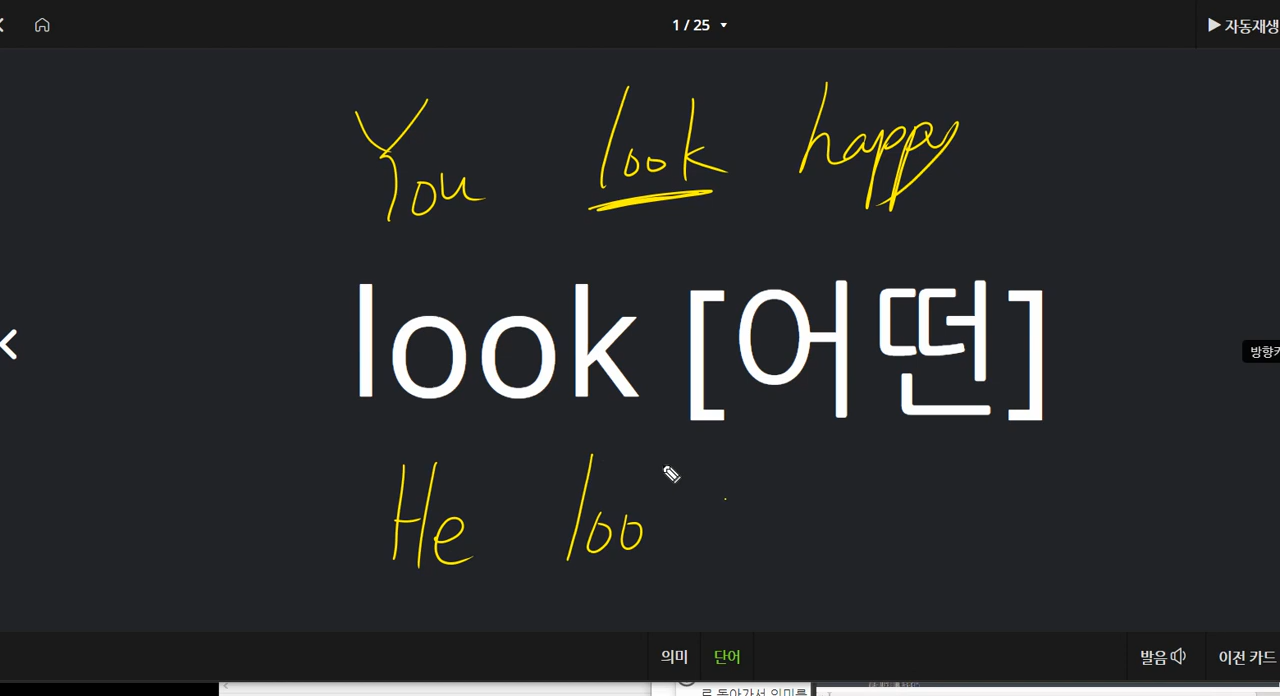 1 / 25
자동재생
You look happy
look [어떤]
He loo
방향키
의미 단어 발음 이전 카드